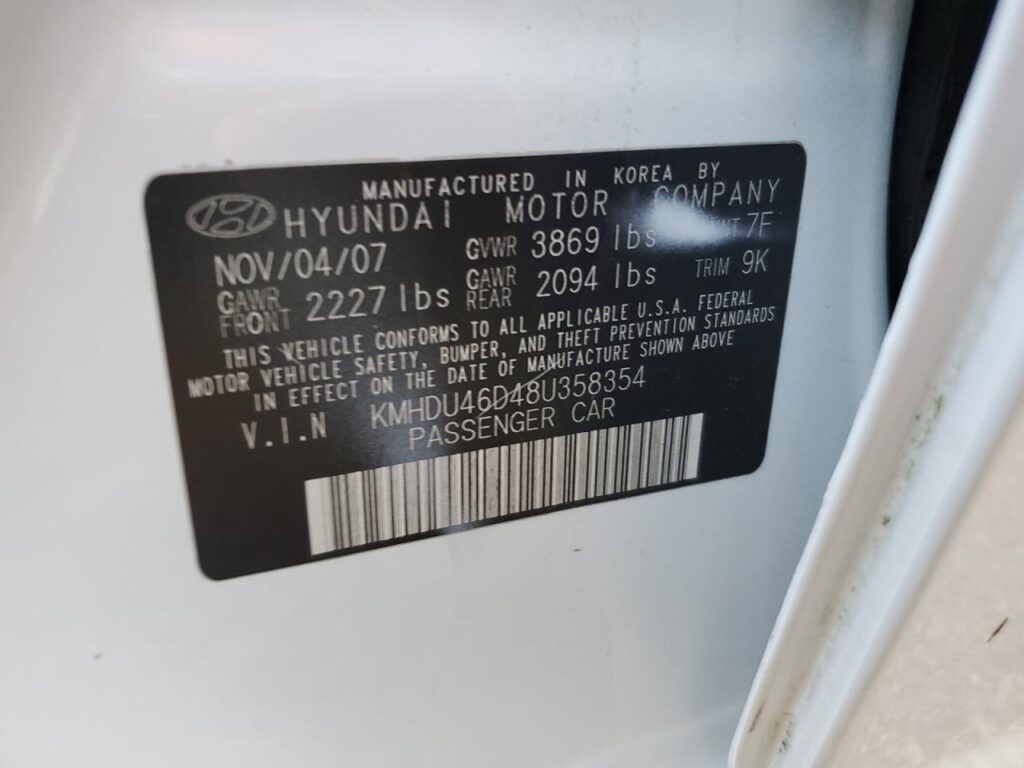 MANUFACTURED IN KOREA BY
HYUNDAI MOTOR COMPANY
NOV/04/07 GVWR 3869 lbs 7F
GAWR FRONT 2227 lbs GAWR REAR 2094 lbs TRIM 9K
THIS VEHICLE CONFORMS TO ALL APPLICABLE U.S.A. FEDERAL
MOTOR VEHICLE SAFETY, BUMPER, AND THEFT PREVENTION STANDARDS
IN EFFECT ON THE DATE OF MANUFACTURE SHOWN ABOVE
V.I.N KMHDU46D48U358354
PASSENGER CAR